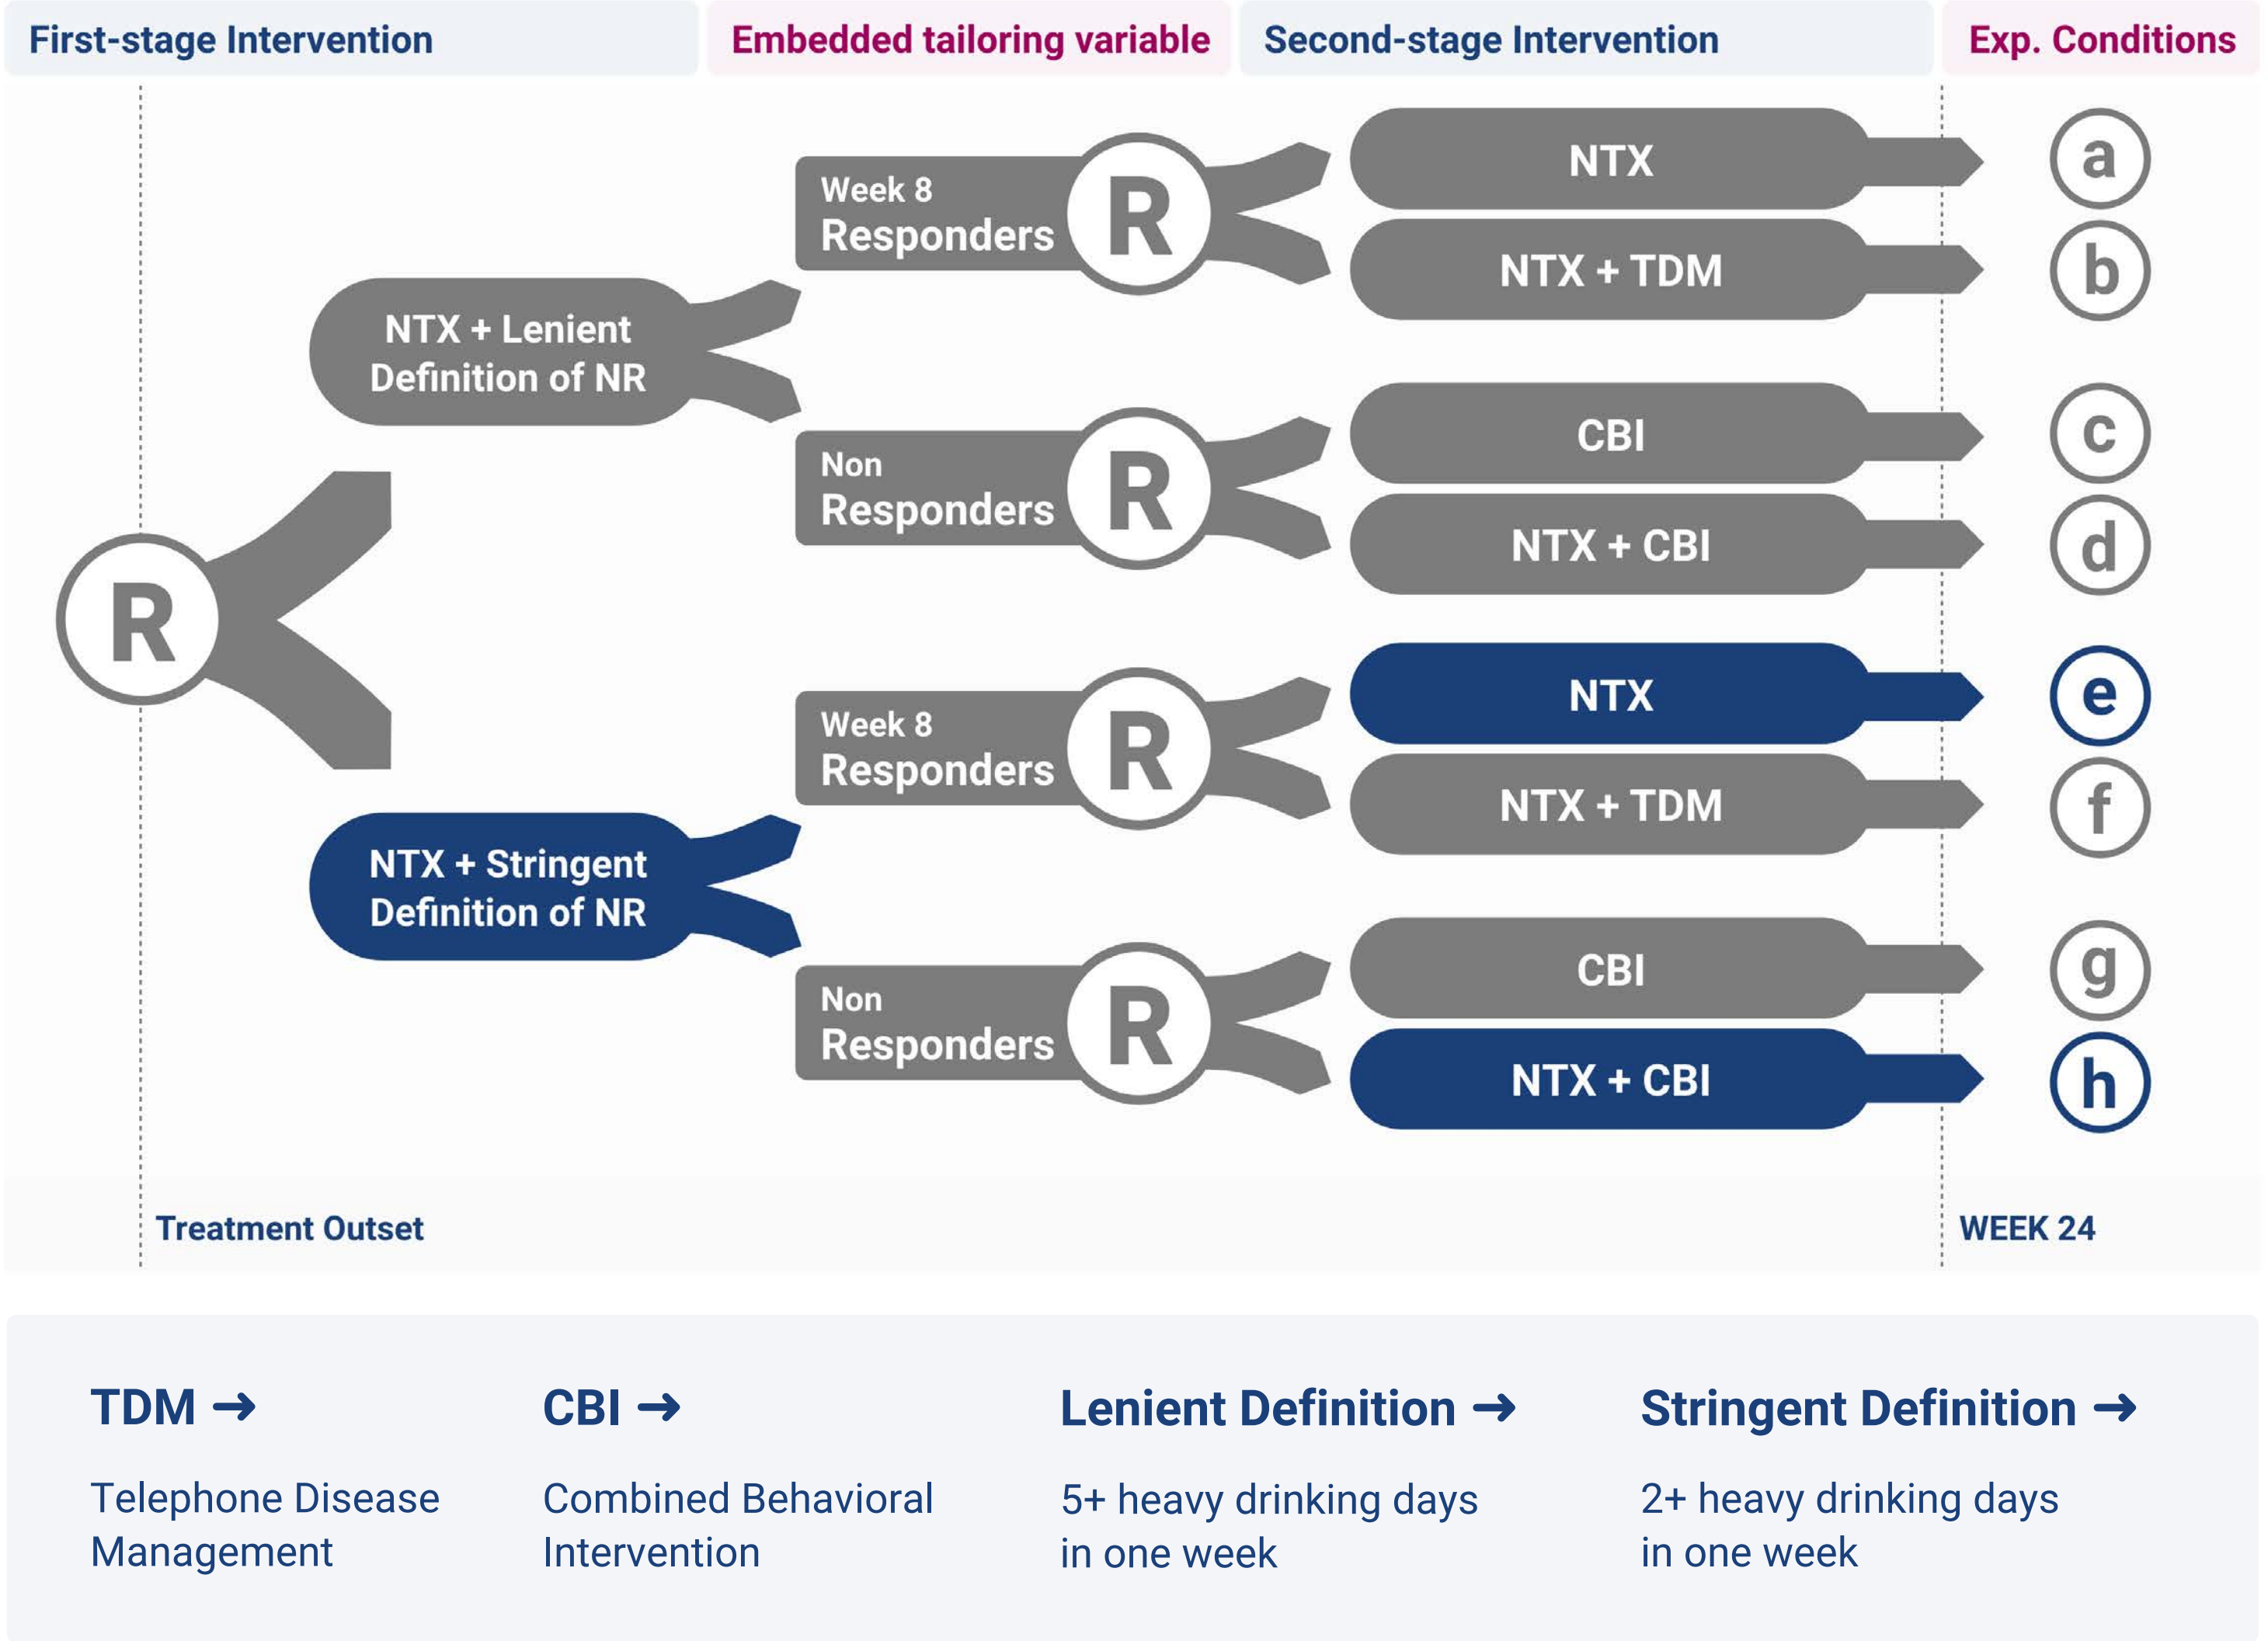 First-stage Intervention
Embedded tailoring variable
Second-stage Intervention
Exp. Conditions
R
NTX + Lenient
Definition of NR
Week 8
Responders
R
NTX
a
NTX + TDM
b
Non
Responders
R
CBI
c
NTX + CBI
d
NTX + Stringent
Definition of NR
Week 8
Responders
R
NTX
e
NTX + TDM
f
Non
Responders
R
CBI
g
NTX + CBI
h
Treatment Outset
WEEK 24
TDM →
Telephone Disease
Management
CBI →
Combined Behavioral
Intervention
Lenient Definition →
5+ heavy drinking days
in one week
Stringent Definition →
2+ heavy drinking days
in one week